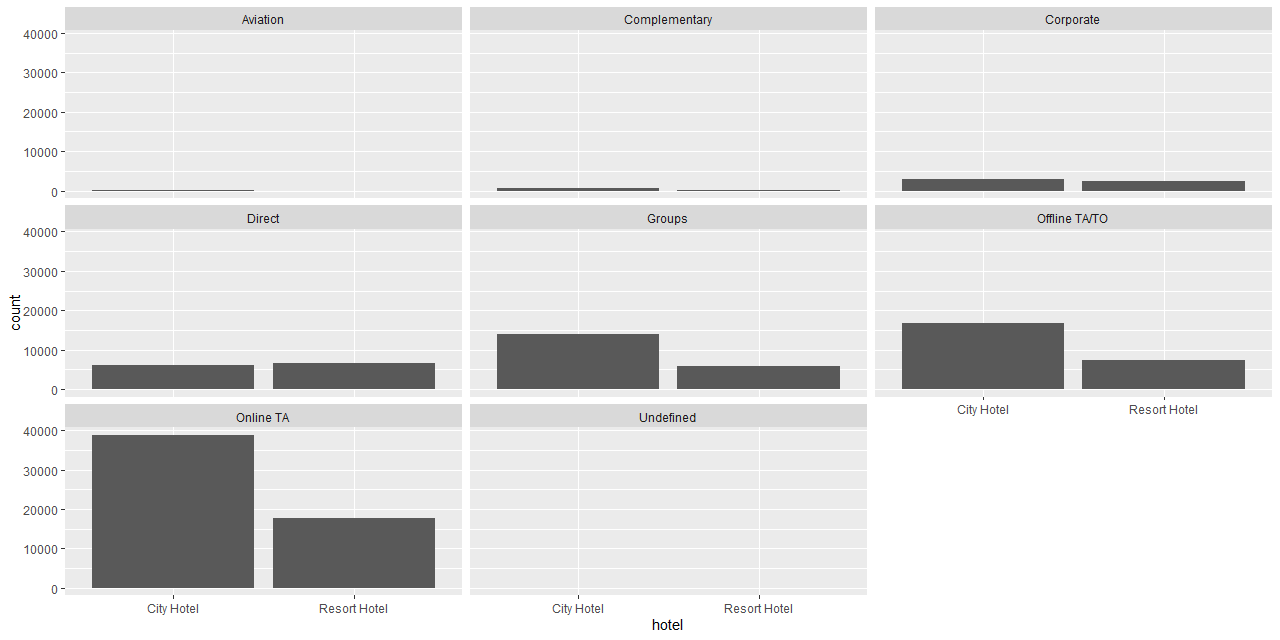 Aviation Complementary Corporate
40000
30000
20000
10000
0
Direct Groups Offline TA/TO
40000
30000
20000
10000
0
City Hotel Resort Hotel
Online TA Undefined
40000
30000
20000
10000
0
City Hotel Resort Hotel City Hotel Resort Hotel
hotel
count